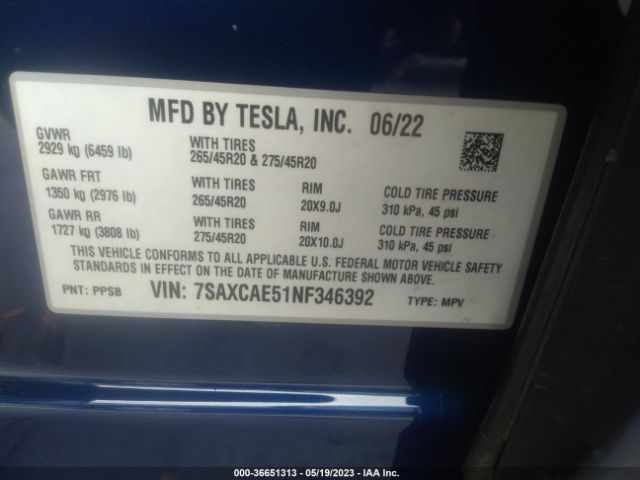 MFD BY TESLA, INC. 06/22
GVWR
2929 kg (6459 lb)
WITH TIRES
265/45R20 & 275/45R20
GAWR FRT
1350 kg (2976 lb)
WITH TIRES
265/45R20
RIM
20X9.0J
COLD TIRE PRESSURE
310 kPa, 45 psi
GAWR RR
1727 kg (3808 lb)
WITH TIRES
275/45R20
RIM
20X10.0J
COLD TIRE PRESSURE
310 kPa, 45 psi
THIS VEHICLE CONFORMS TO ALL APPLICABLE U.S. FEDERAL MOTOR VEHICLE SAFETY
STANDARDS IN EFFECT ON THE DATE OF MANUFACTURE SHOWN ABOVE.
PNT: PPSB VIN: 7SAXCAE51NF346392 TYPE: MPV
000-36651313 - 05/19/2023 - IAA Inc.